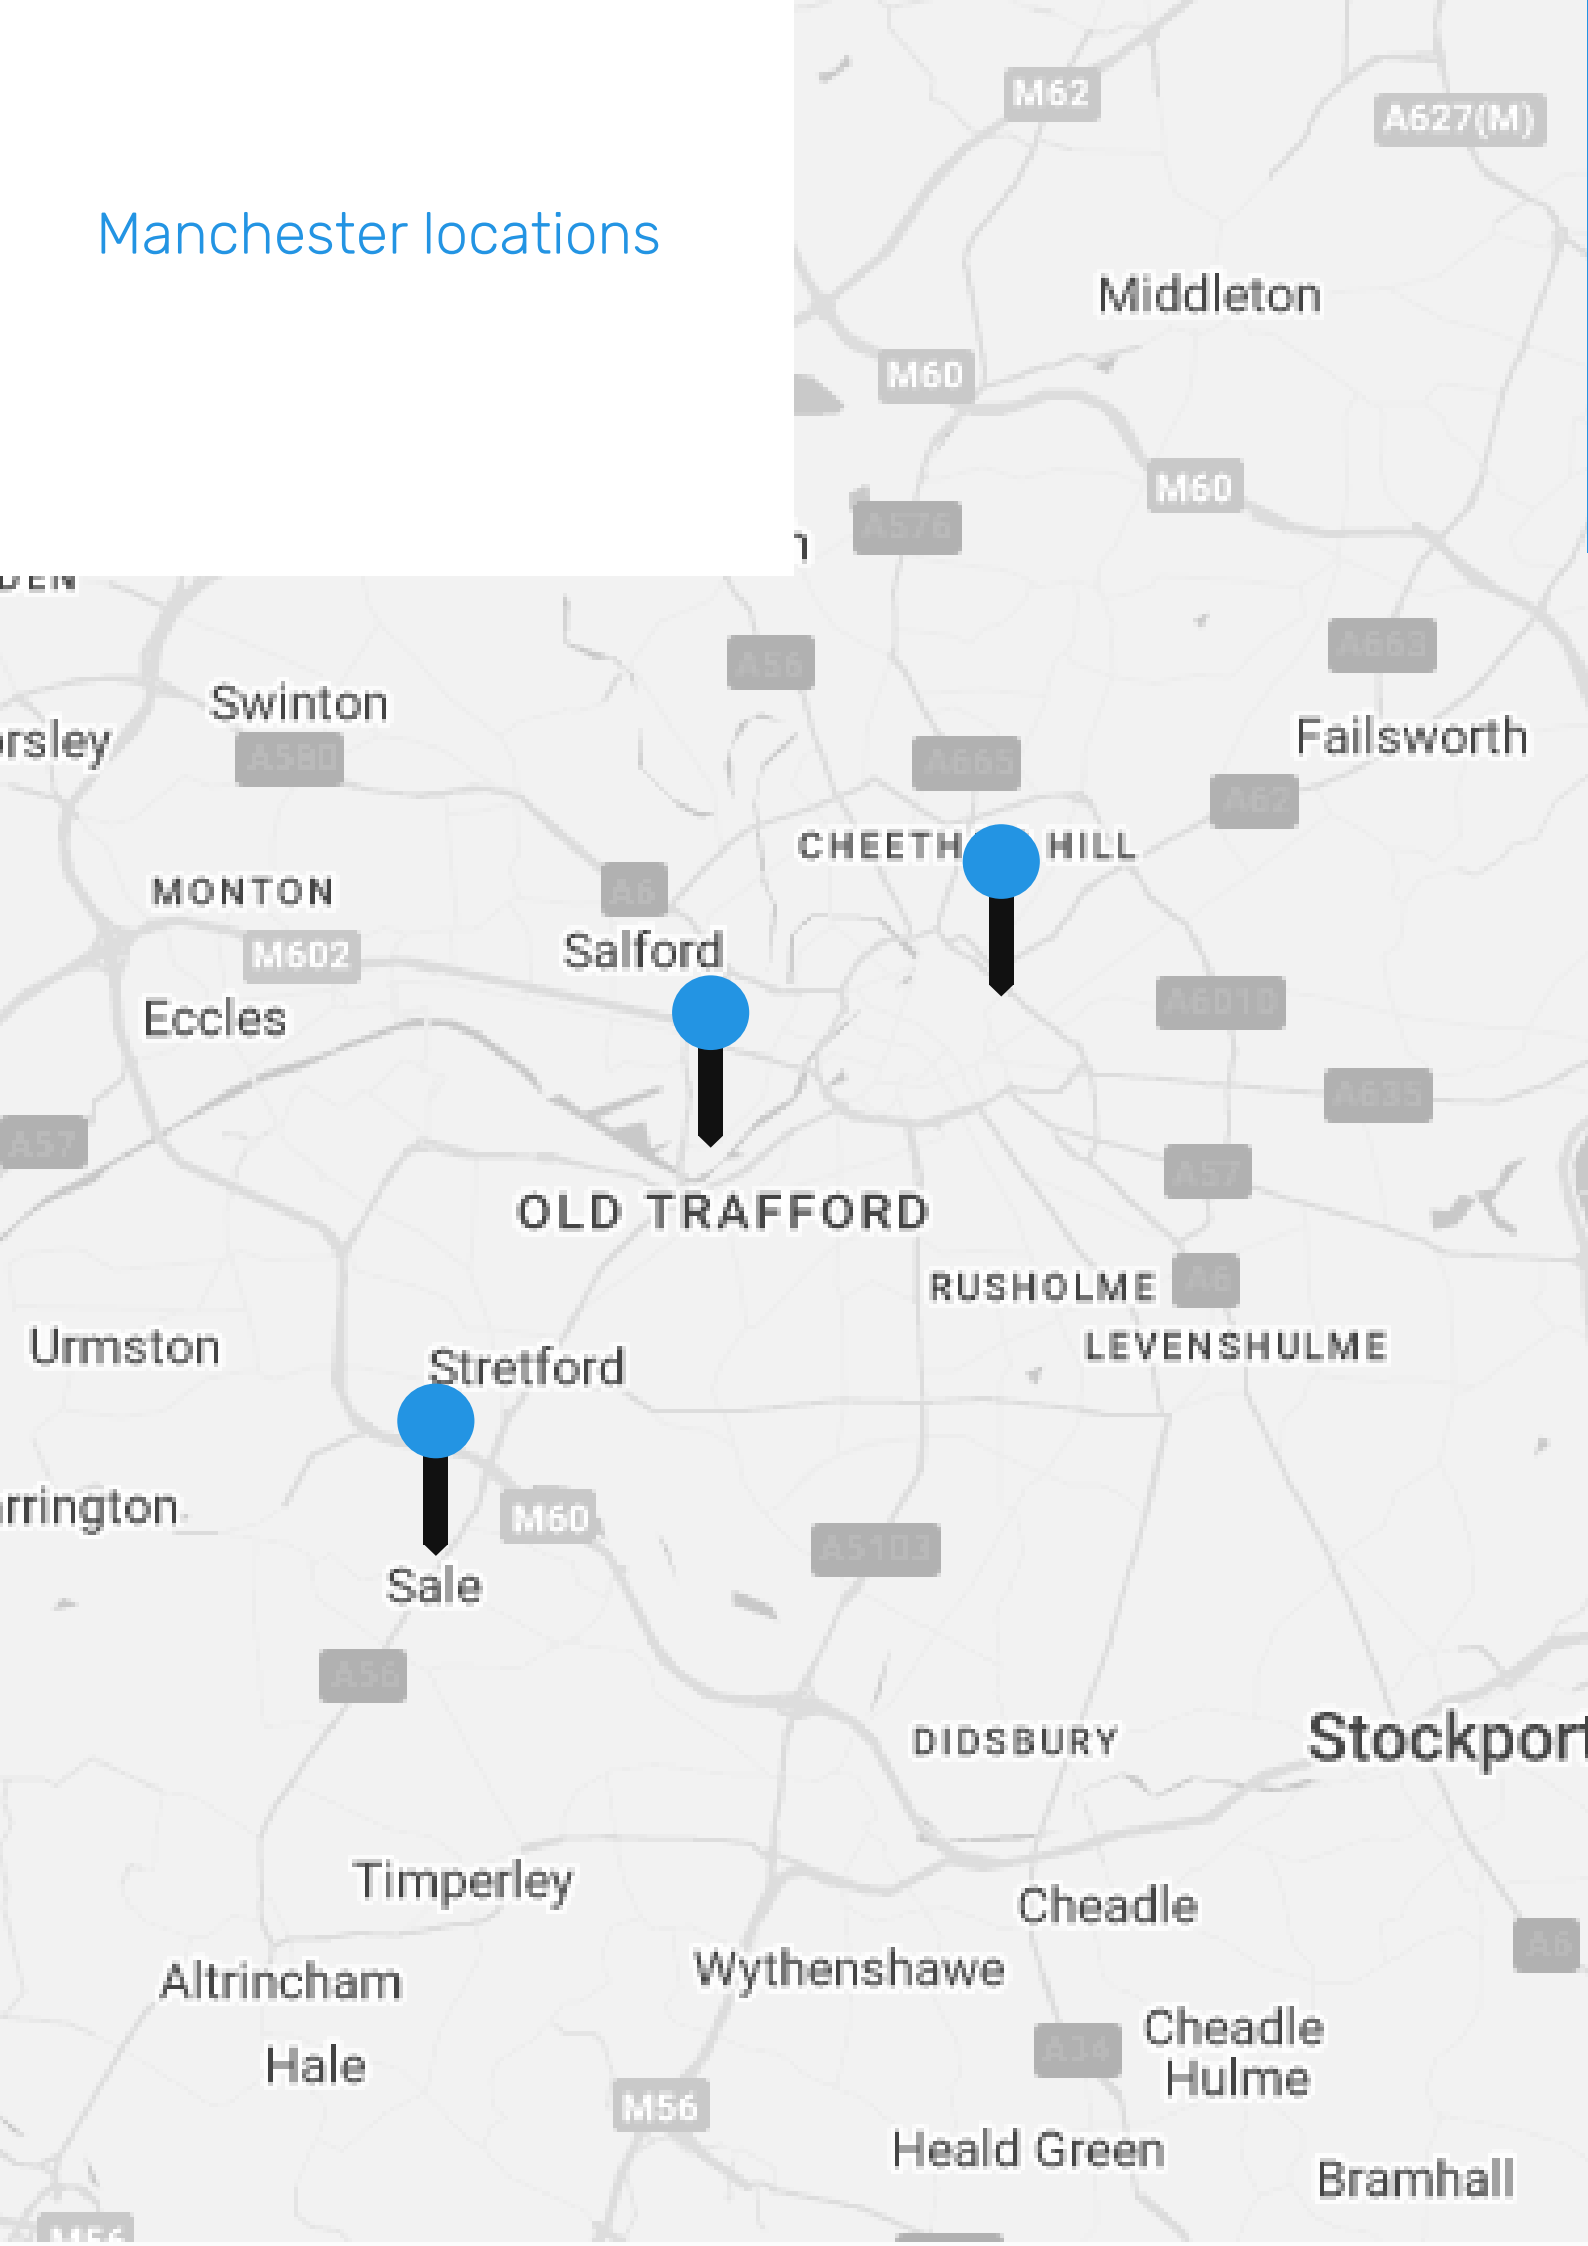 M62
A627(M)
Manchester locations
Middleton
M60
M60
A576
A56
A663
Swinton
A580
Failsworth
A665
A62
CHEETH HILL
MONTON
A6
Salford
M602
Eccles
A6010
A635
A57
A57
OLD TRAFFORD
RUSHOLME
A6
LEVENSHULME
Urmston
Stretford
rrington
M60
A5103
Sale
A56
DIDSBURY
Stockport
Timperley
Cheadle
A6
Wythenshawe
Altrincham
Cheadle
Hulme
A34
Hale
M56
Heald Green
Bramhall
M56